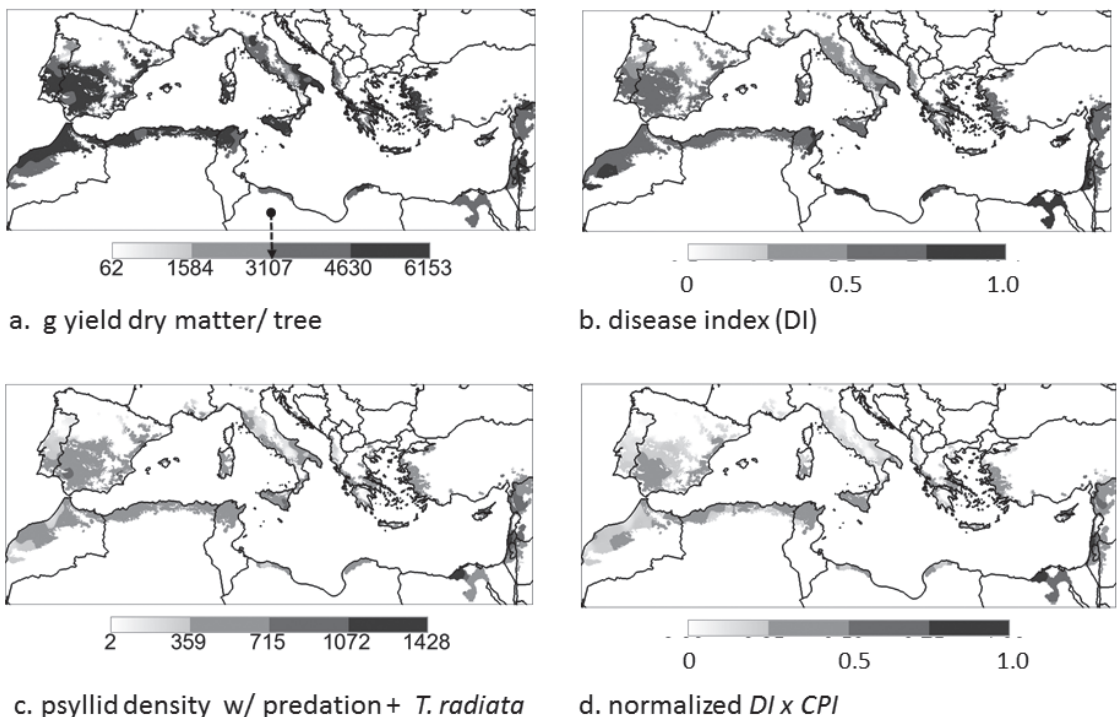 62 1584 3107 4630 6153
0 0.5 1.0
a. g yield dry matter/ tree
b. disease index (DI)
2 359 715 1072 1428
0 0.5 1.0
c. psyllid density w/ predation + T. radiata
d. normalized DI x CPI